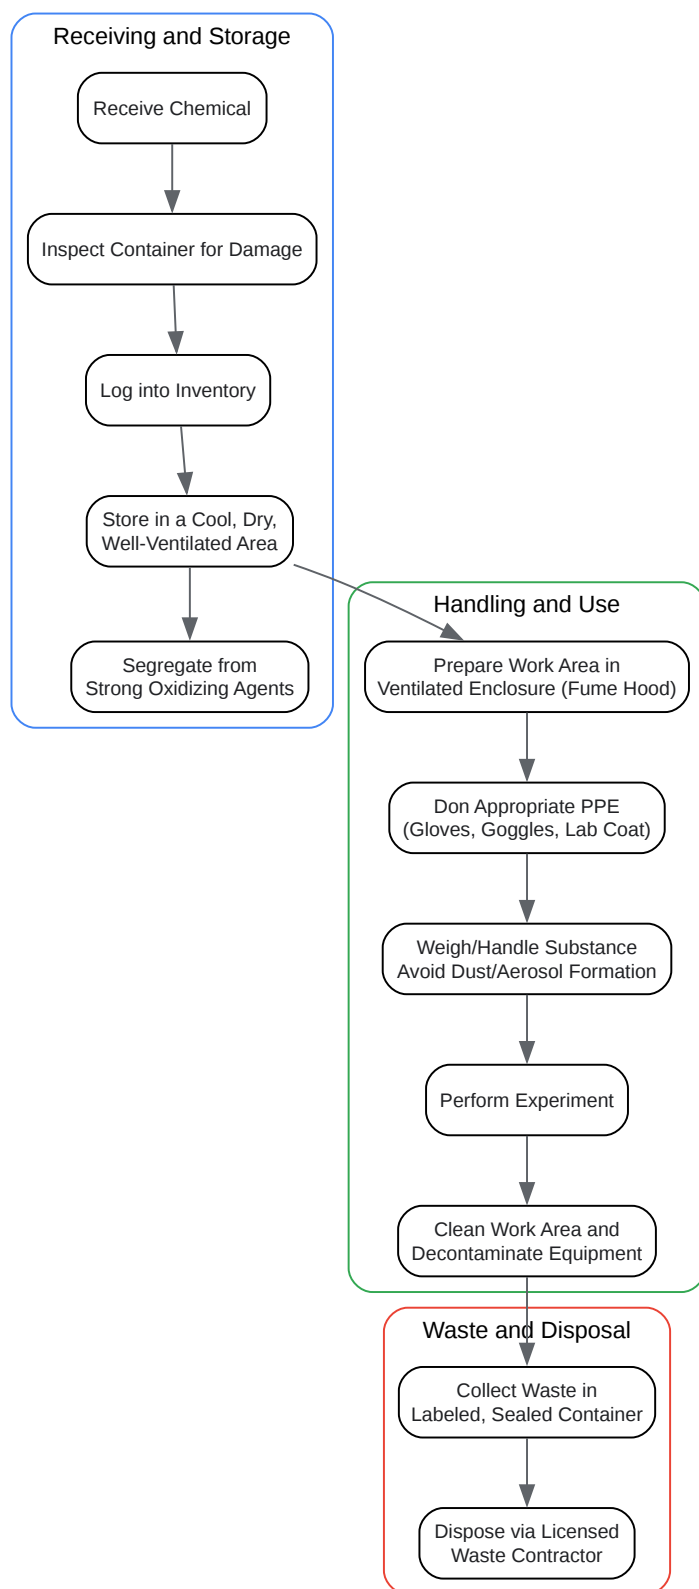 Receiving and Storage
Receive Chemical
Inspect Container for Damage
Log into Inventory
Store in a Cool, Dry,
Well-Ventilated Area
Segregate from
Strong Oxidizing Agents
Handling and Use
Prepare Work Area in
Ventilated Enclosure (Fume Hood)
Don Appropriate PPE
(Gloves, Goggles, Lab Coat)
Weigh/Handle Substance
Avoid Dust/Aerosol Formation
Perform Experiment
Clean Work Area and
Decontaminate Equipment
Waste and Disposal
Collect Waste in
Labeled, Sealed Container
Dispose via Licensed
Waste Contractor